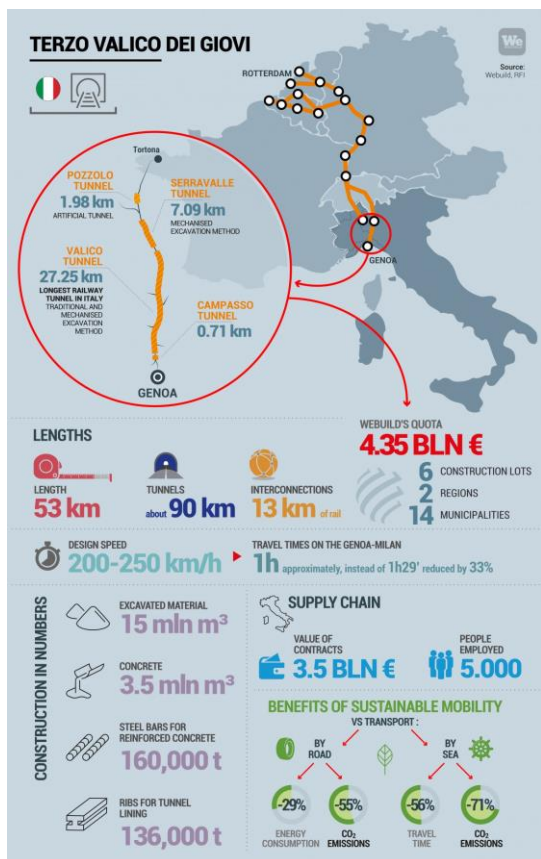 TERZO VALICO DEI GIOVI
We
Source:
Webuild, RFI
ROTTERDAM
GENOA
Tortona
POZZOLO
TUNNEL
1.98 km
ARTIFICIAL TUNNEL
SERRAVALLE
TUNNEL
7.09 km
MECHANISED
EXCAVATION METHOD
VALICO
TUNNEL
27.25 km
LONGEST RAILWAY
TUNNEL IN ITALY
TRADITIONAL AND
MECHANISED
EXCAVATION
METHOD
CAMPASSO
TUNNEL
0.71 km
GENOA
WEBUILD'S QUOTA
4.35 BLN €
6 CONSTRUCTION LOTS
2 REGIONS
14 MUNICIPALITIES
LENGTHS
LENGTH
53 km
TUNNELS
about 90 km
INTERCONNECTIONS
13 km of rail
DESIGN SPEED
200-250 km/h
TRAVEL TIMES ON THE GENOA-MILAN
1h approximately, instead of 1h29' reduced by 33%
CONSTRUCTION IN NUMBERS
EXCAVATED MATERIAL
15 mln m³
CONCRETE
3.5 mln m³
STEEL BARS FOR
REINFORCED CONCRETE
160,000 t
RIBS FOR TUNNEL
LINING
136,000 t
SUPPLY CHAIN
VALUE OF
CONTRACTS
3.5 BLN €
PEOPLE
EMPLOYED
5.000
BENEFITS OF SUSTAINABLE MOBILITY
VS TRANSPORT :
BY
ROAD
BY
SEA
-29%
-55%
-56%
-71%
ENERGY
CONSUMPTION
CO₂
EMISSIONS
TRAVEL
TIME
CO₂
EMISSIONS